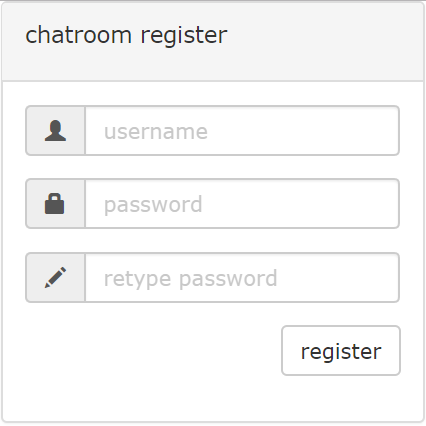 chatroom register
username
password
retype password
register